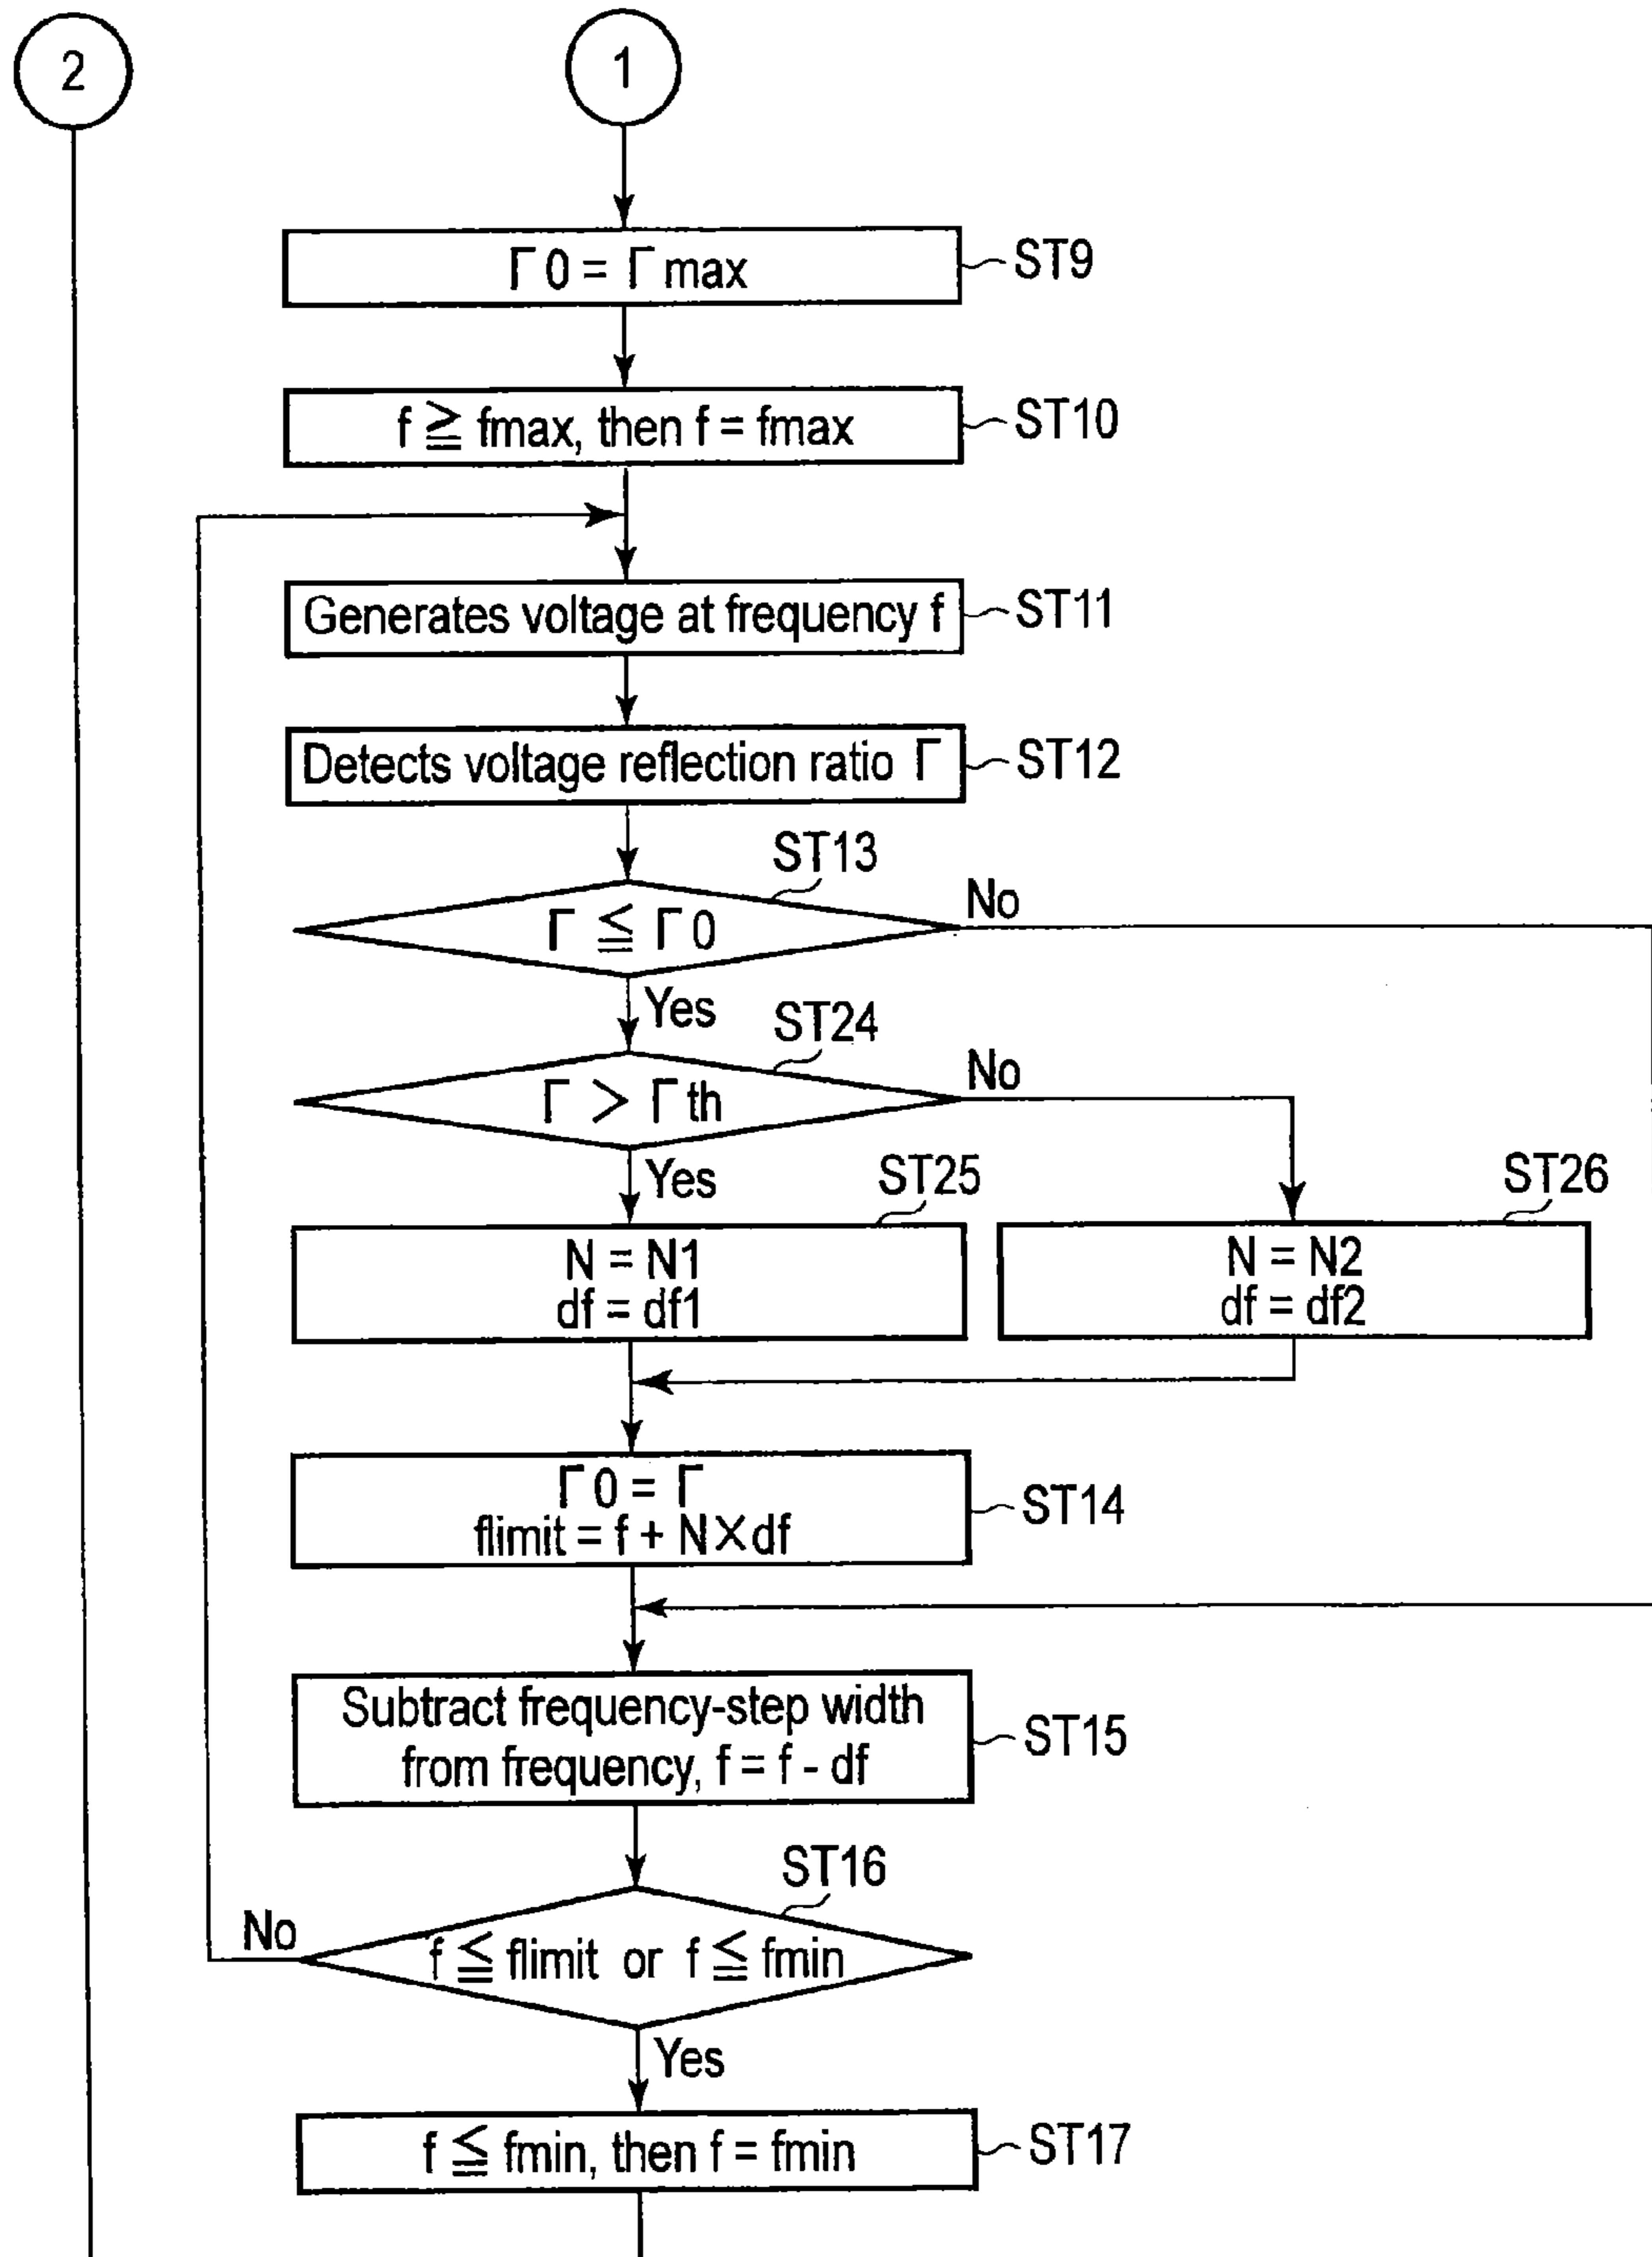 2
1
Γ0 = Γmax
ST9
f ≧ fmax, then f = fmax
ST10
Generates voltage at frequency f
ST11
Detects voltage reflection ratio Γ
ST12
ST13
Γ ≦ Γ0
No
Yes
ST24
Γ > Γth
No
Yes
ST25
N = N1
df = df1
ST26
N = N2
df = df2
Γ0 = Γ
flimit = f + N×df
ST14
Subtract frequency-step width
from frequency, f = f - df
ST15
ST16
f ≦ flimit or f ≦ fmin
No
Yes
f ≦ fmin, then f = fmin
ST17